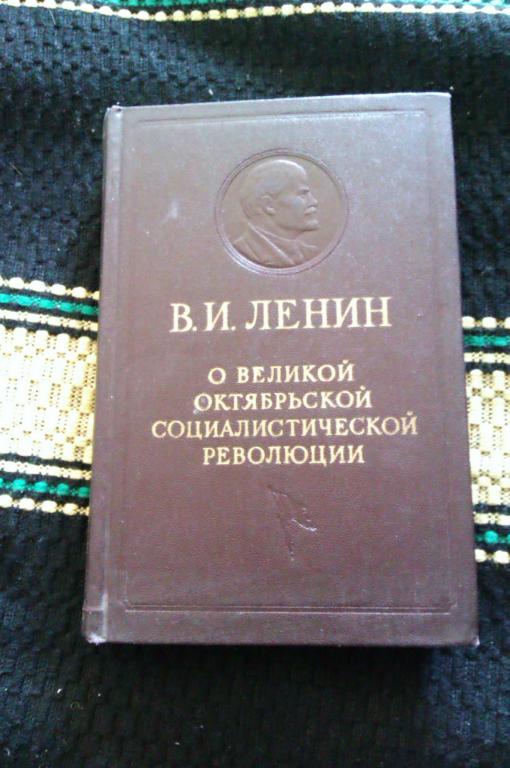 В.И. ЛЕНИН
О ВЕЛИКОЙ
ОКТЯБРЬСКОЙ
СОЦИАЛИСТИЧЕСКОЙ
РЕВОЛЮЦИИ